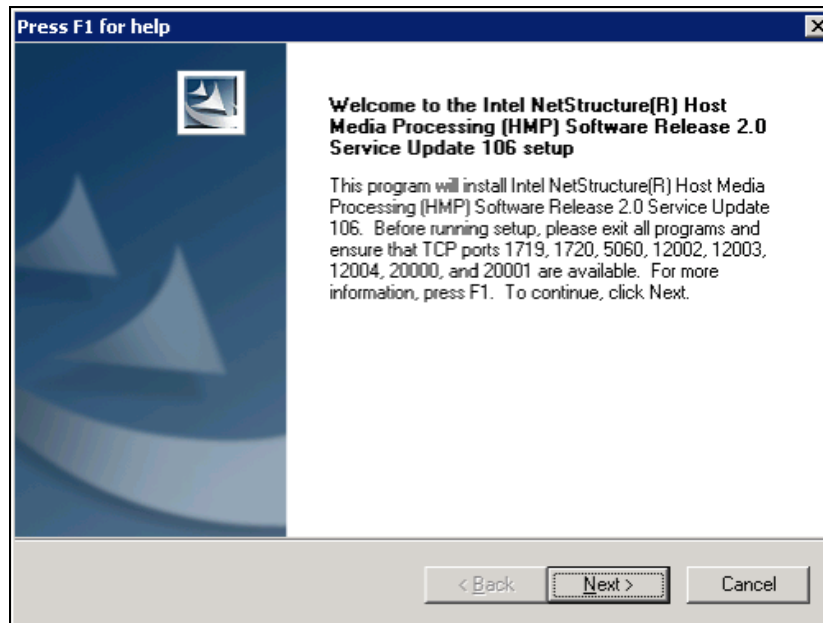 Press F1 for help
Welcome to the Intel NetStructure(R) Host
Media Processing (HMP) Software Release 2.0
Service Update 106 setup
This program will install Intel NetStructure(R) Host Media
Processing (HMP) Software Release 2.0 Service Update
106.  Before running setup, please exit all programs and
ensure that TCP ports 1719, 1720, 5060, 12002, 12003,
12004, 20000, and 20001 are available.  For more
information, press F1.  To continue, click Next.
< Back
Next >
Cancel